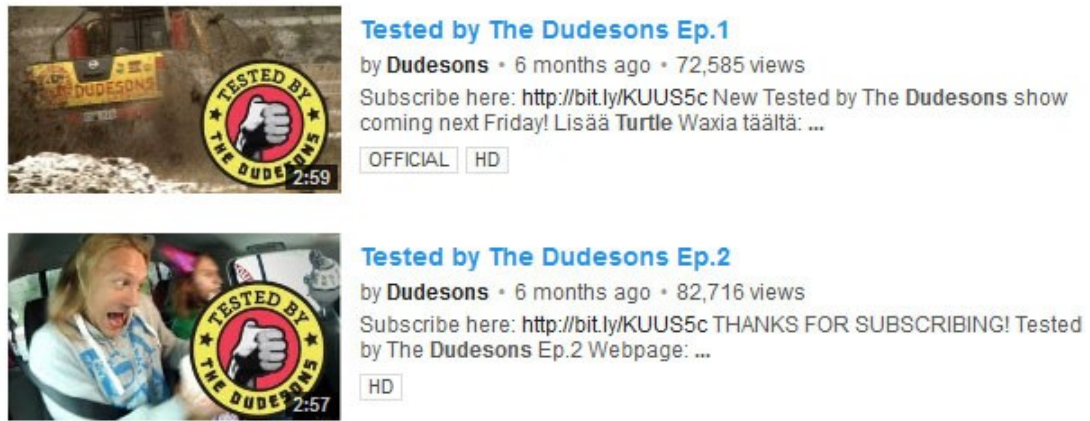 DUDESONS
TESTED BY
THE DUDESONS
2:59
Tested by The Dudesons Ep.1
by Dudesons • 6 months ago • 72,585 views
Subscribe here: http://bit.ly/KUUS5c New Tested by The Dudesons show
coming next Friday! Lisää Turtle Waxia täältä: ...
OFFICIAL HD
TESTED BY
THE DUDESONS
2:57
Tested by The Dudesons Ep.2
by Dudesons • 6 months ago • 82,716 views
Subscribe here: http://bit.ly/KUUS5c THANKS FOR SUBSCRIBING! Tested
by The Dudesons Ep.2 Webpage: ...
HD